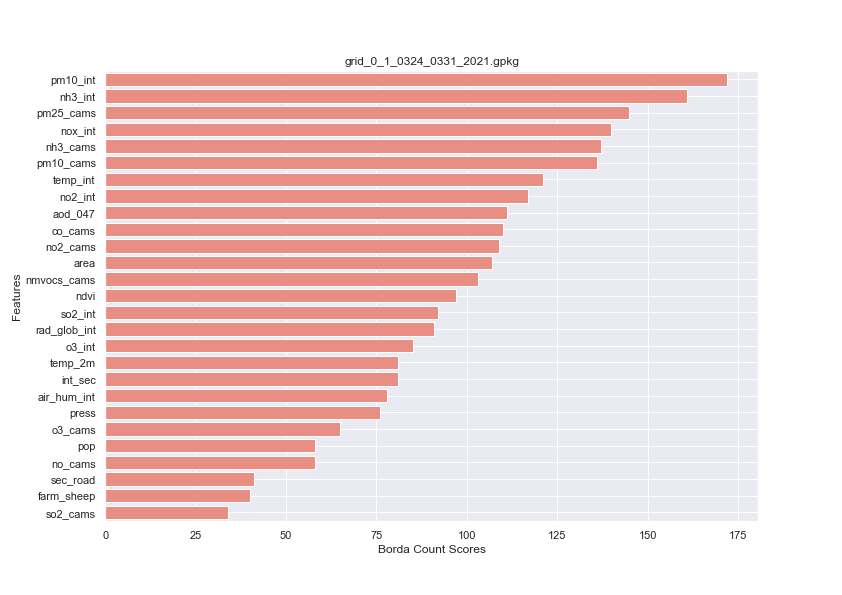 grid_0_1_0324_0331_2021.gpkg
pm10_int
nh3_int
pm25_cams
nox_int
nh3_cams
pm10_cams
temp_int
no2_int
aod_047
co_cams
no2_cams
area
nmvocs_cams
ndvi
so2_int
rad_glob_int
o3_int
temp_2m
int_sec
air_hum_int
press
o3_cams
pop
no_cams
sec_road
farm_sheep
so2_cams
Features
0 25 50 75 100 125 150 175
Borda Count Scores